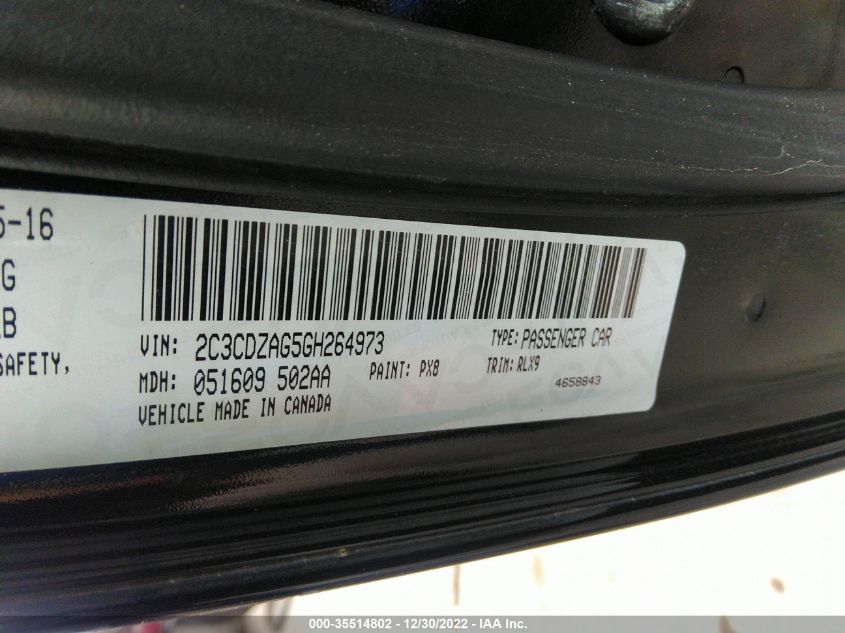 5-16
G
LB
SAFETY,
VIN: 2C3CDZAG5GH264973 TYPE: PASSENGER CAR
MDH: 051609 502AA PAINT: PX8 TRIM: RLX9
4658843
VEHICLE MADE IN CANADA
000-35514802 - 12/30/2022 - IAA Inc.